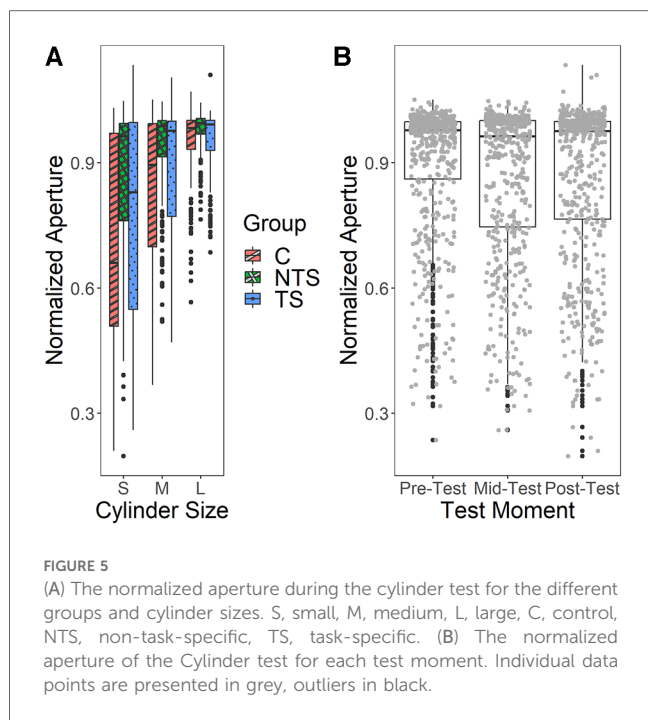 A
Normalized Aperture
0.9
0.6
0.3
S M L
Cylinder Size
Group
C
NTS
TS
B
Normalized Aperture
0.9
0.6
0.3
Pre-Test Mid-Test Post-Test
Test Moment
FIGURE 5
(A) The normalized aperture during the cylinder test for the different
groups and cylinder sizes. S, small, M, medium, L, large, C, control,
NTS, non-task-specific, TS, task-specific. (B) The normalized
aperture of the Cylinder test for each test moment. Individual data
points are presented in grey, outliers in black.